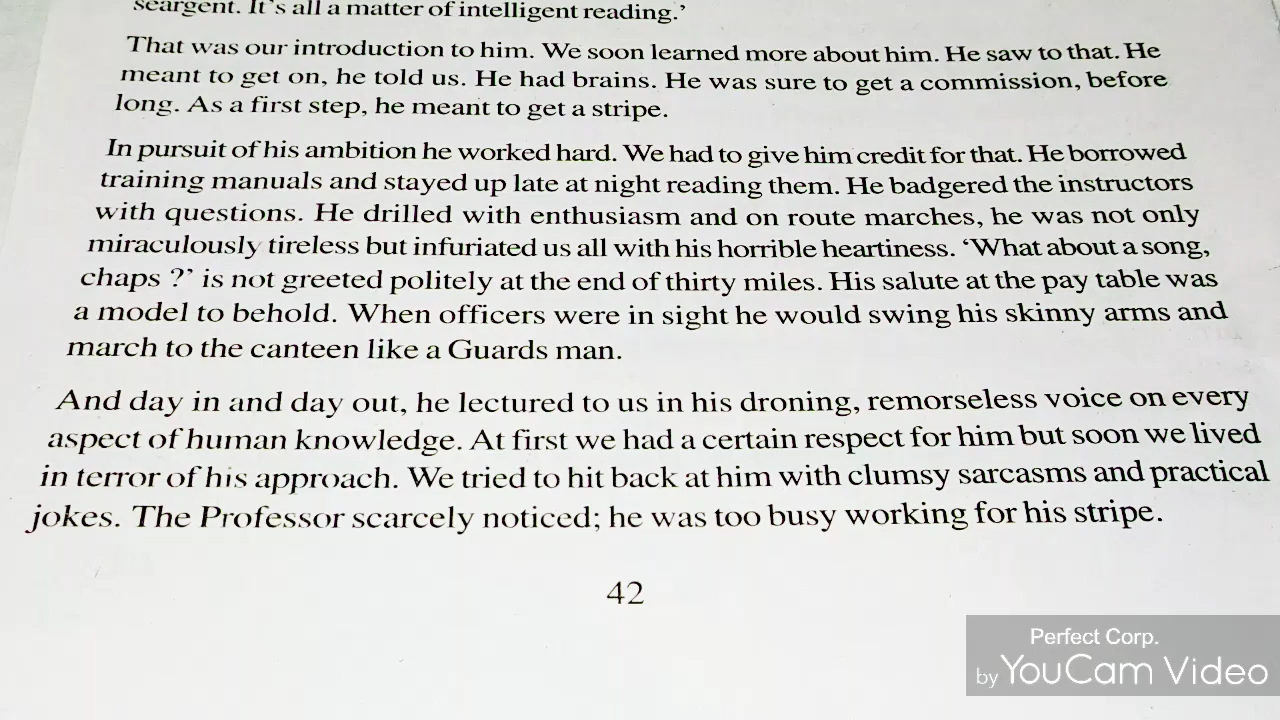 seargent. It's all a matter of intelligent reading.'
That was our introduction to him. We soon learned more about him. He saw to that. He
meant to get on, he told us. He had brains. He was sure to get a commission, before
long. As a first step, he meant to get a stripe.
In pursuit of his ambition he worked hard. We had to give him credit for that. He borrowed
training manuals and stayed up late at night reading them. He badgered the instructors
with questions. He drilled with enthusiasm and on route marches, he was not only
miraculously tireless but infuriated us all with his horrible heartiness. 'What about a song,
chaps ?' is not greeted politely at the end of thirty miles. His salute at the pay table was
a model to behold. When officers were in sight he would swing his skinny arms and
march to the canteen like a Guards man.
And day in and day out, he lectured to us in his droning, remorseless voice on every
aspect of human knowledge. At first we had a certain respect for him but soon we lived
in terror of his approach. We tried to hit back at him with clumsy sarcasms and practical
jokes. The Professor scarcely noticed; he was too busy working for his stripe.
42
Perfect Corp.
by YouCam Video